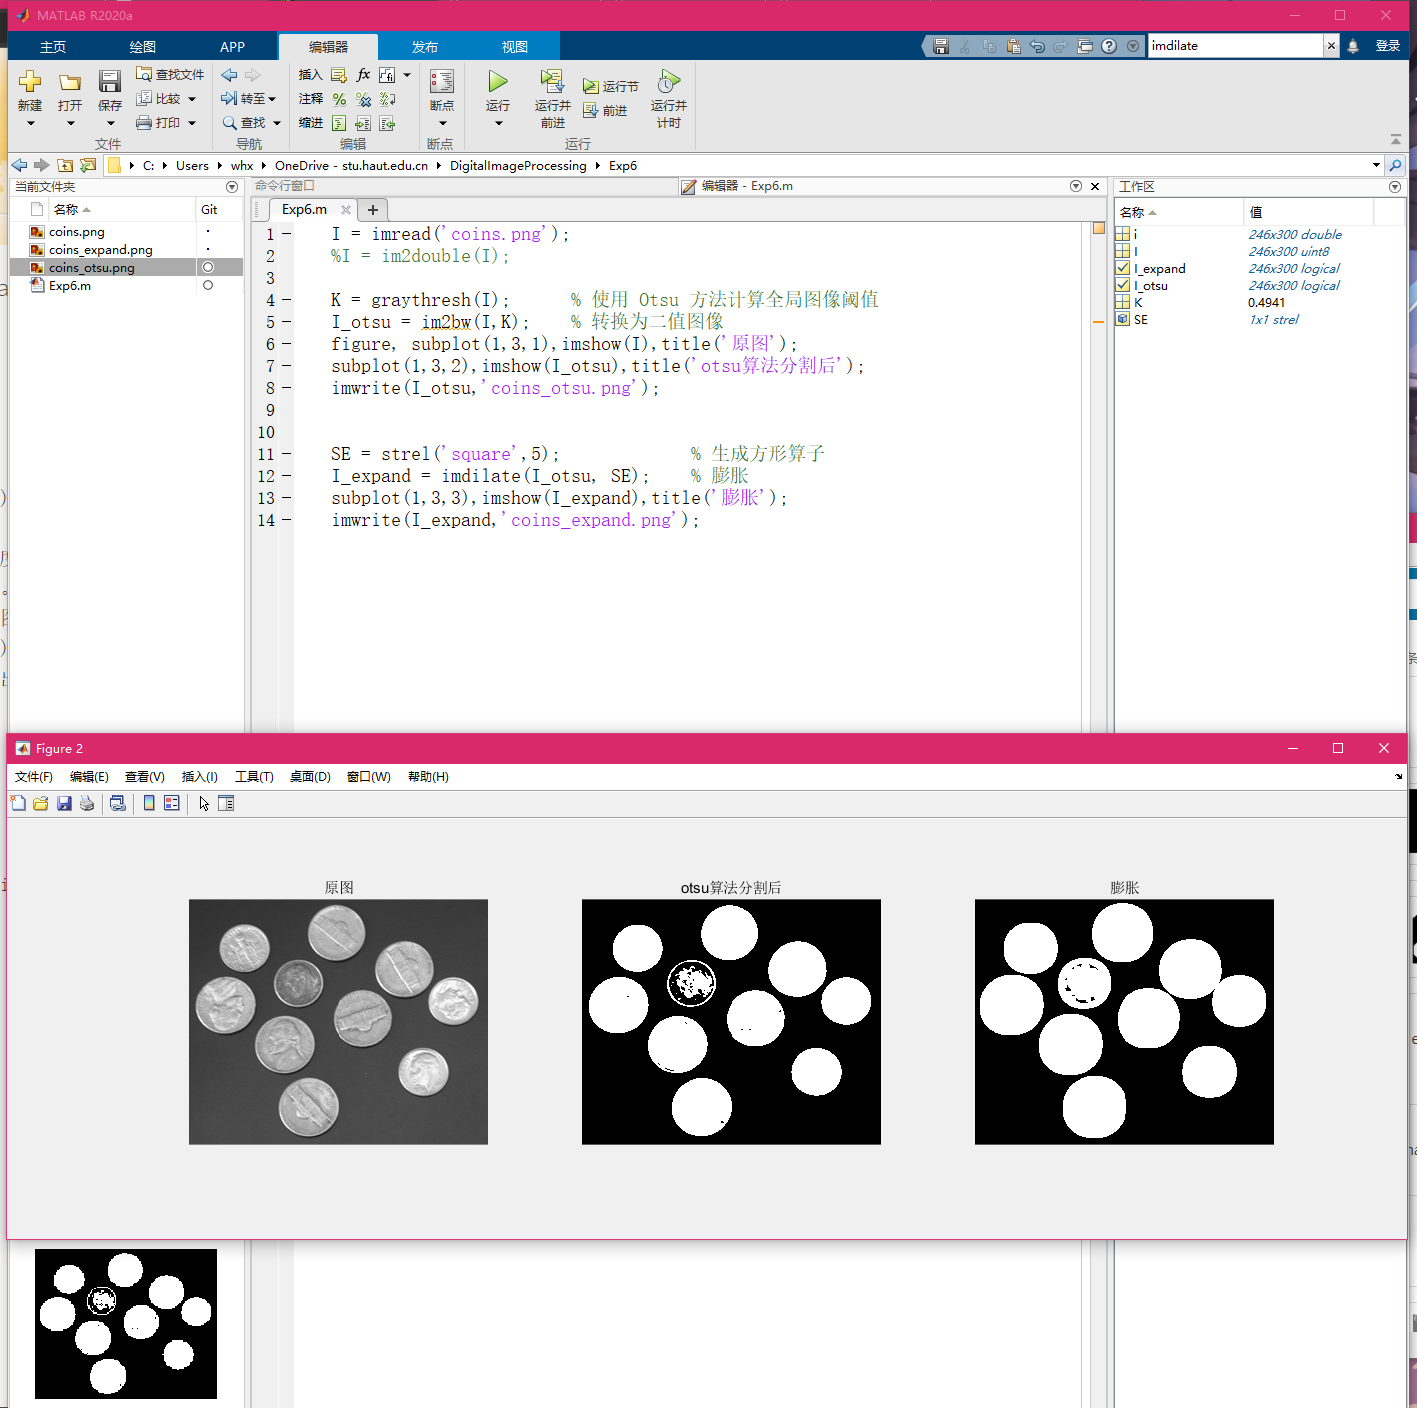 MATLAB R2020a
主页 绘图 APP 编辑器 发布 视图
imdilate
登录
新建 打开 保存 查找文件 比较 打印
文件
转至 查找
导航
插入 fx
注释
缩进
编辑
断点
断点
运行 运行并前进 运行节 前进 运行并计时
运行
C: Users whx OneDrive - stu.haut.edu.cn DigitalImageProcessing Exp6
当前文件夹
名称 Git
coins.png
coins_expand.png
coins_otsu.png
Exp6.m
命令行窗口
编辑器 - Exp6.m
Exp6.m +
1 I = imread('coins.png');
2 %I = im2double(I);
3
4 K = graythresh(I); % 使用 Otsu 方法计算全局图像阈值
5 I_otsu = im2bw(I,K); % 转换为二值图像
6 figure, subplot(1,3,1),imshow(I),title('原图');
7 subplot(1,3,2),imshow(I_otsu),title('otsu算法分割后');
8 imwrite(I_otsu,'coins_otsu.png');
9
10
11 SE = strel('square',5); % 生成方形算子
12 I_expand = imdilate(I_otsu, SE); % 膨胀
13 subplot(1,3,3),imshow(I_expand),title('膨胀');
14 imwrite(I_expand,'coins_expand.png');
工作区
名称 值
i 246x300 double
I 246x300 uint8
I_expand 246x300 logical
I_otsu 246x300 logical
K 0.4941
SE 1x1 strel
Figure 2
文件(F) 编辑(E) 查看(V) 插入(I) 工具(T) 桌面(D) 窗口(W) 帮助(H)
原图
otsu算法分割后
膨胀